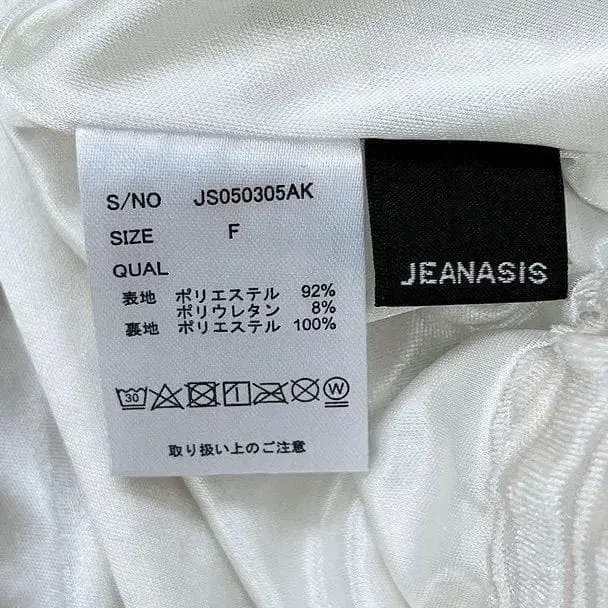 S/NO JS050305AK
SIZE F
QUAL
表地 ポリエステル 92%
ポリウレタン 8%
裏地 ポリエステル 100%
30 W
取り扱い上のご注意
JEANASIS